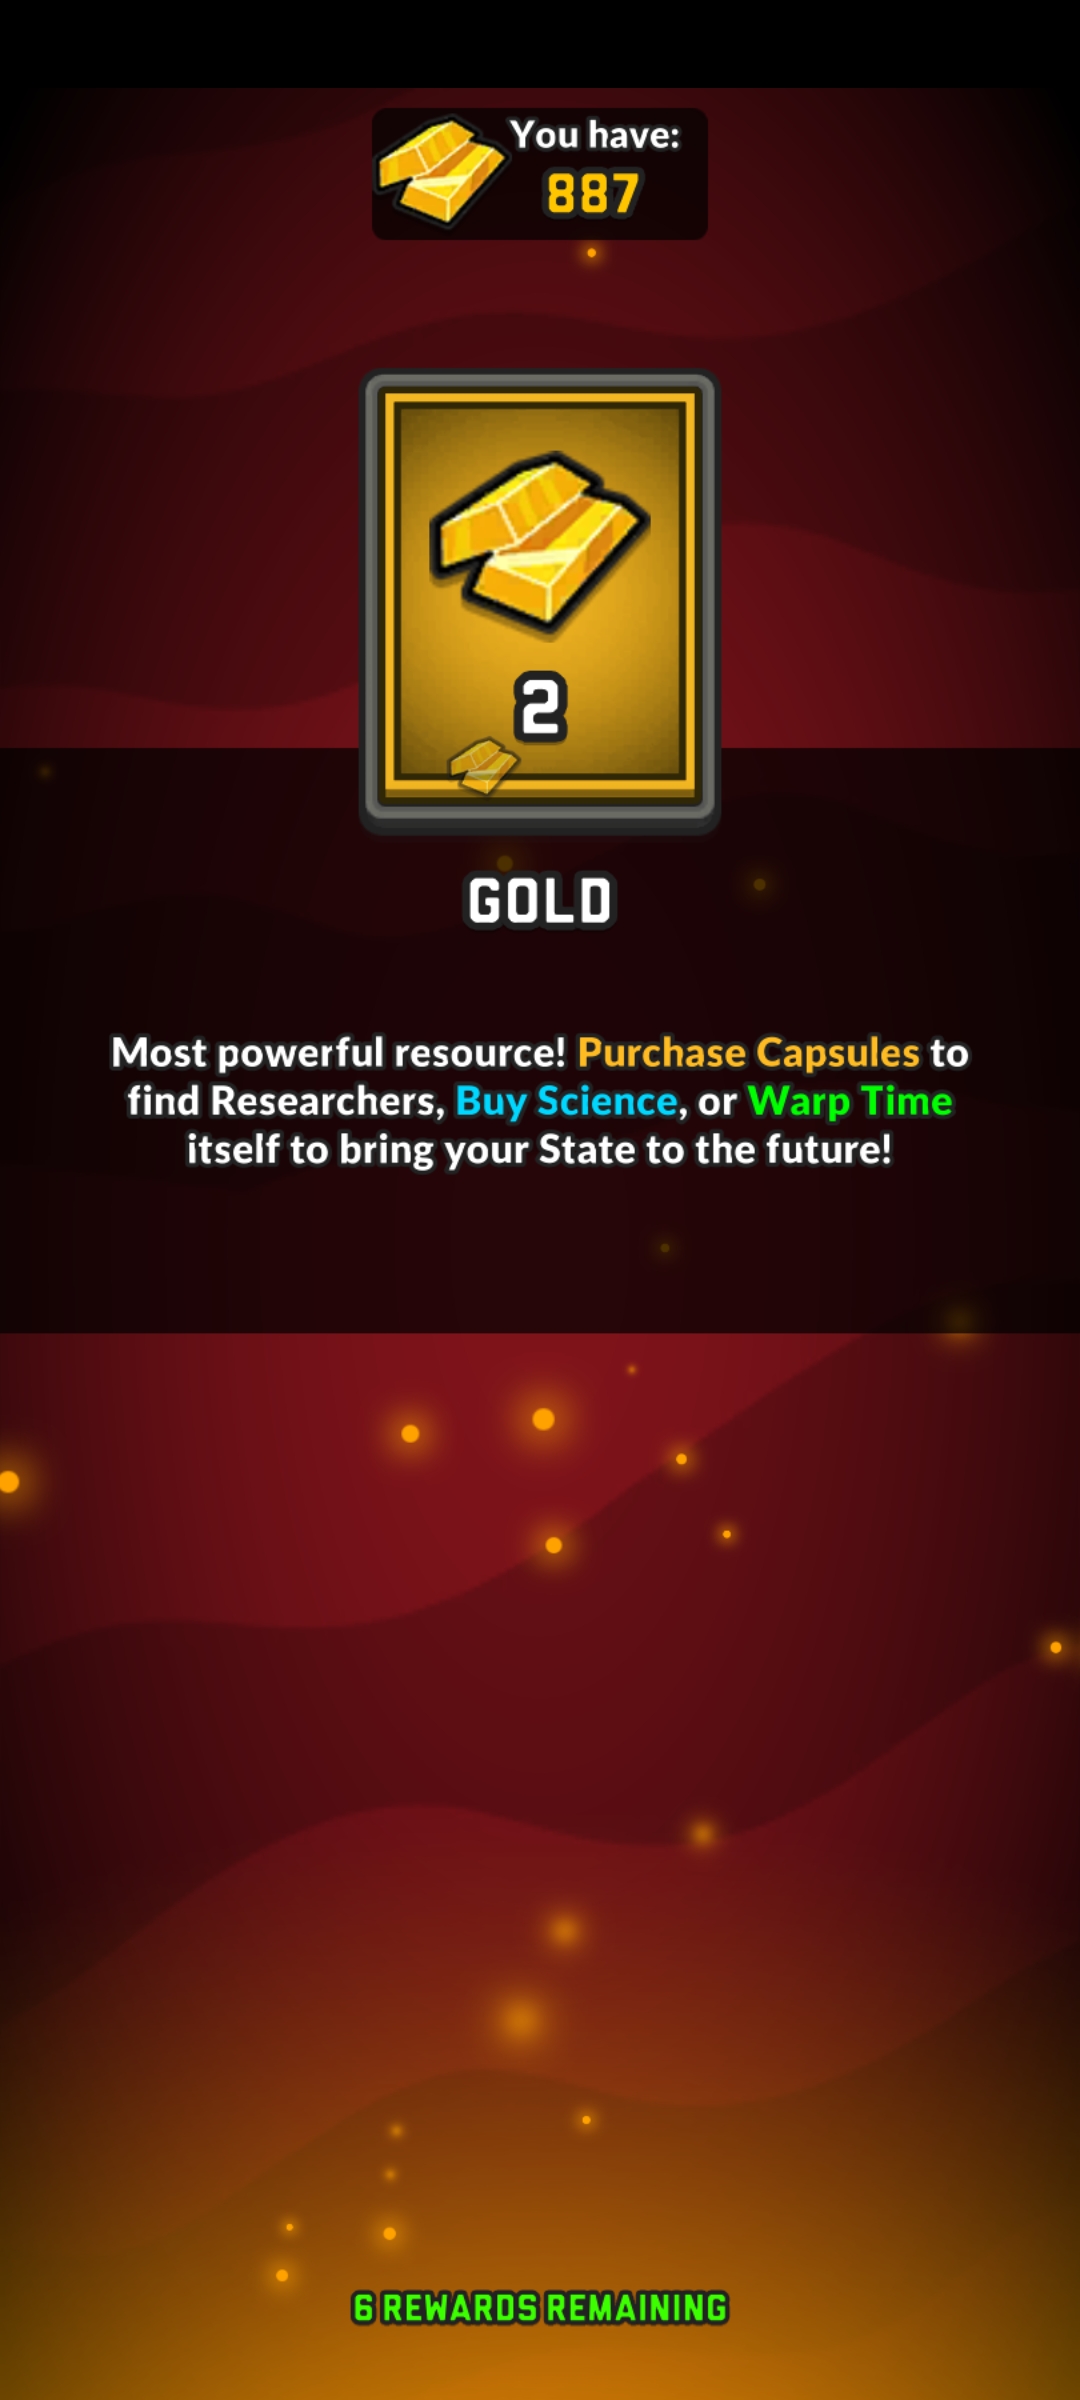 You have:
887
2
GOLD
Most powerful resource! Purchase Capsules to
find Researchers, Buy Science, or Warp Time
itself to bring your State to the future!
6 REWARDS REMAINING